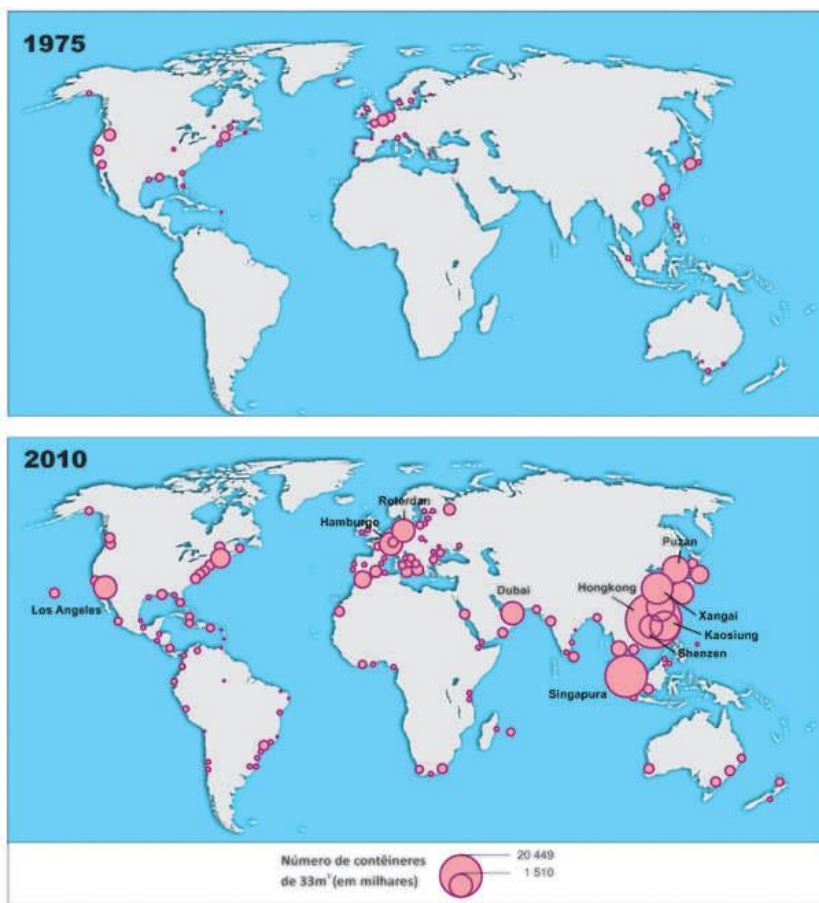 1975
2010
Roterdan
Hamburgo
Puzan
Dubai
Hongkong
Los Angeles
Xangai
Kaosiung
Shenzen
Singapura
Número de contêineres
de 33m³ (em milhares)
20 449
1 510